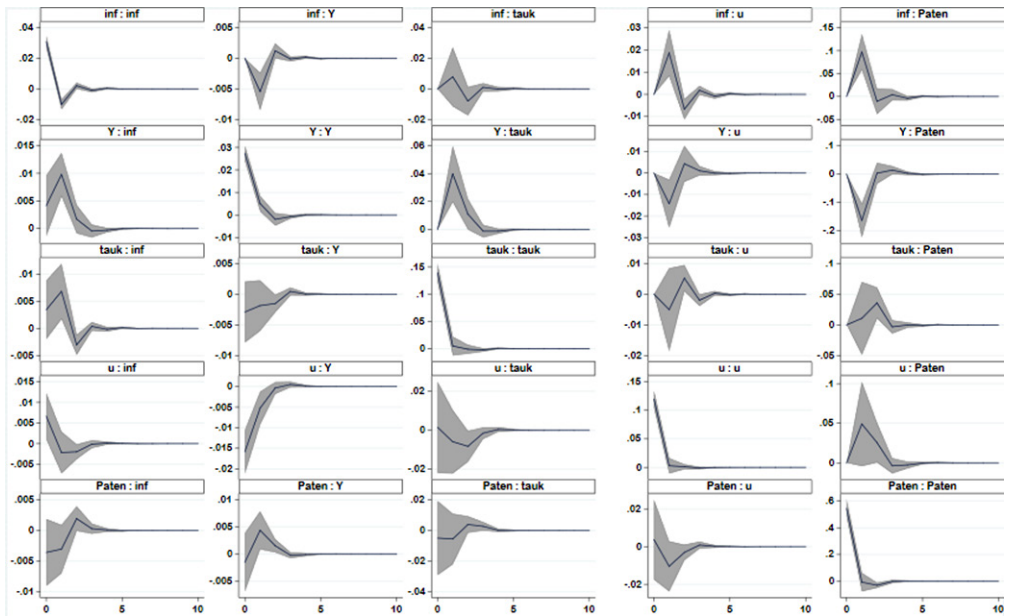 inf : inf inf : Y inf : tauk inf : u inf : Paten
.04 .005 .04 .03 .15
.02 .02 .02 .1
0 .000 0 .01 .05
-.005 0 0
-.02 -.01 -.02 -.01 -.05
Y : inf Y : Y Y : tauk Y : u Y : Paten
.015 .03 .06 .01 .1
.01 .02 .04 0 0
.005 .01 .02 -.01
0 0 0 -.02 -.1
-.01 -.03 -.2
tauk : inf tauk : Y tauk : tauk tauk : u tauk : Paten
.01 .005 .15 .01 .1
.005 .000 .1 0 .05
0 -.005 .05 -.01 0
-.005 -.01 0 -.02 -.05
u : inf u : Y u : tauk u : u u : Paten
.015 0 .02 .15 .1
.01 -.005 .1
.005 -.01 0 .05 .05
0 -.015
-.005 -.02 -.02 0 0
Paten : inf Paten : Y Paten : tauk Paten : u Paten : Paten
.005 .01 .02 .02 .6
.000 .005 0 .4
0 -.02 0 .2
-.005 -.005 0
-.01 -.04 -.02
0 5 10 0 5 10 0 5 10 0 5 10 0 5 10